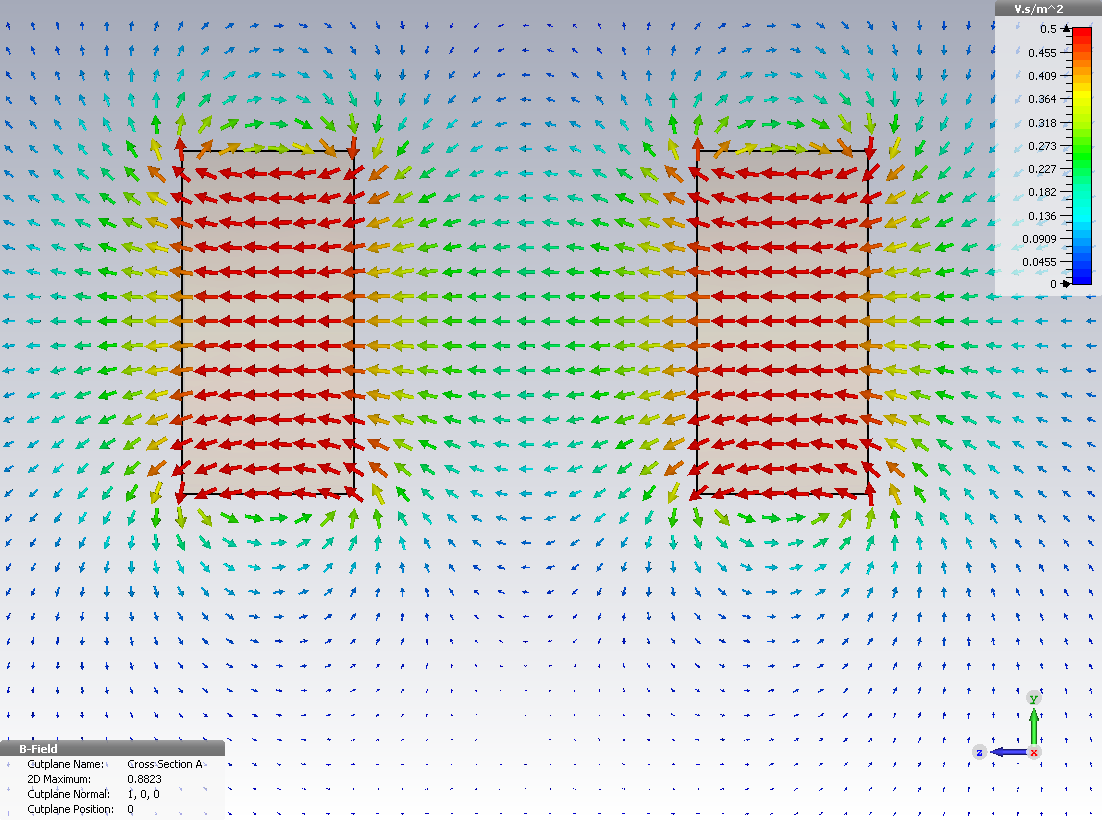 V.s/m^2
0.5
0.455
0.409
0.364
0.318
0.273
0.227
0.182
0.136
0.0909
0.0455
0
y
z
x
B-Field
Cutplane Name: Cross Section A
2D Maximum: 0.8823
Cutplane Normal: 1, 0, 0
Cutplane Position: 0